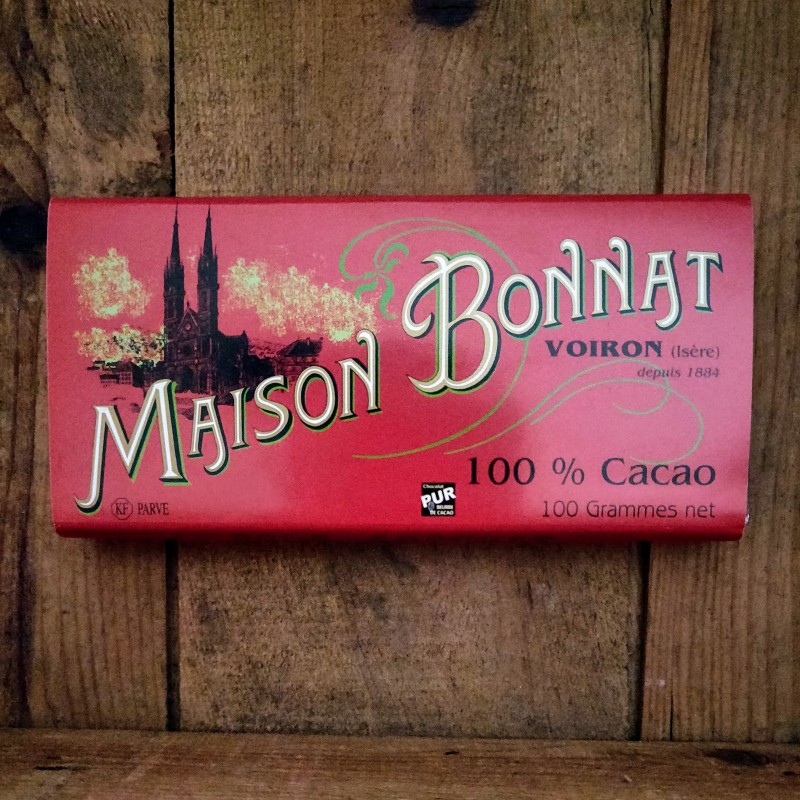 MAISON BONNAT
VOIRON (Isère)
depuis 1884
100 % Cacao
100 Grammes net
Chocolat
PUR
BEURRE
DE CACAO
KF PARVE